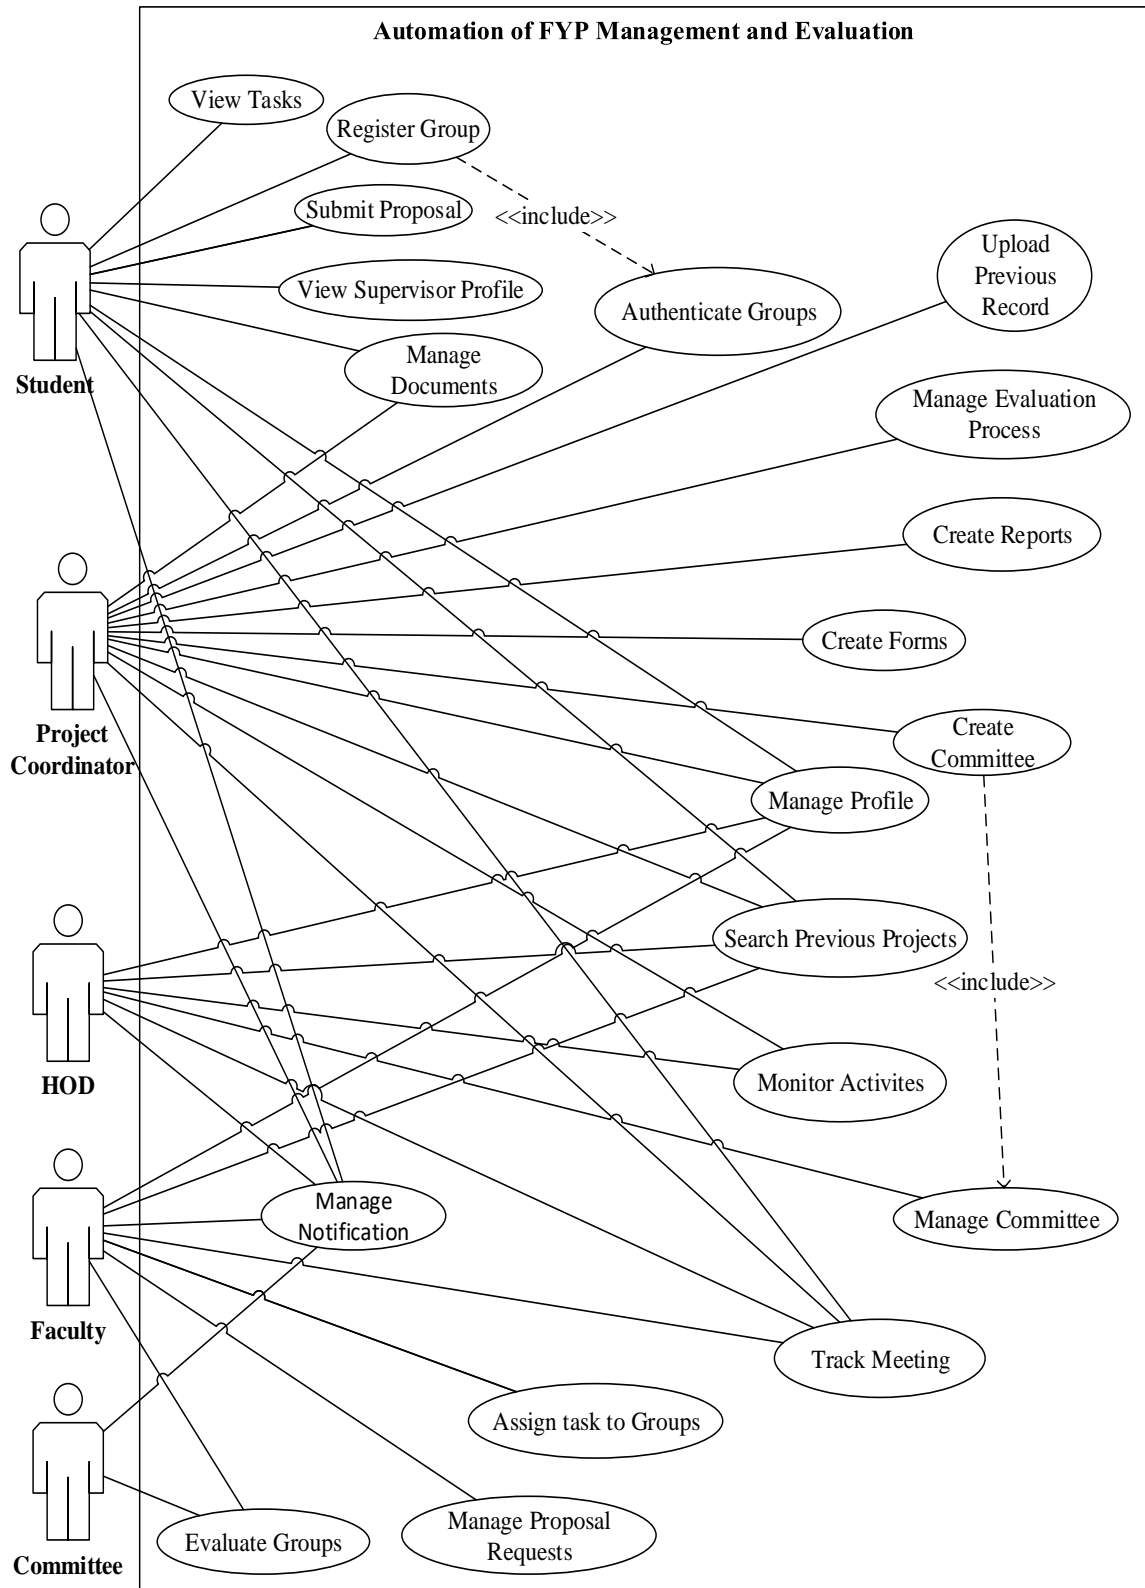 Automation of FYP Management and Evaluation
View Tasks
Register Group
Submit Proposal
<<include>>
View Supervisor Profile
Upload
Previous
Record
Authenticate Groups
Manage
Documents
Student
Manage Evaluation
Process
Create Reports
Create Forms
Project
Coordinator
Create
Committee
Manage Profile
Search Previous Projects
<<include>>
HOD
Monitor Activites
Manage
Notification
Manage Committee
Faculty
Track Meeting
Assign task to Groups
Evaluate Groups
Manage Proposal
Requests
Committee